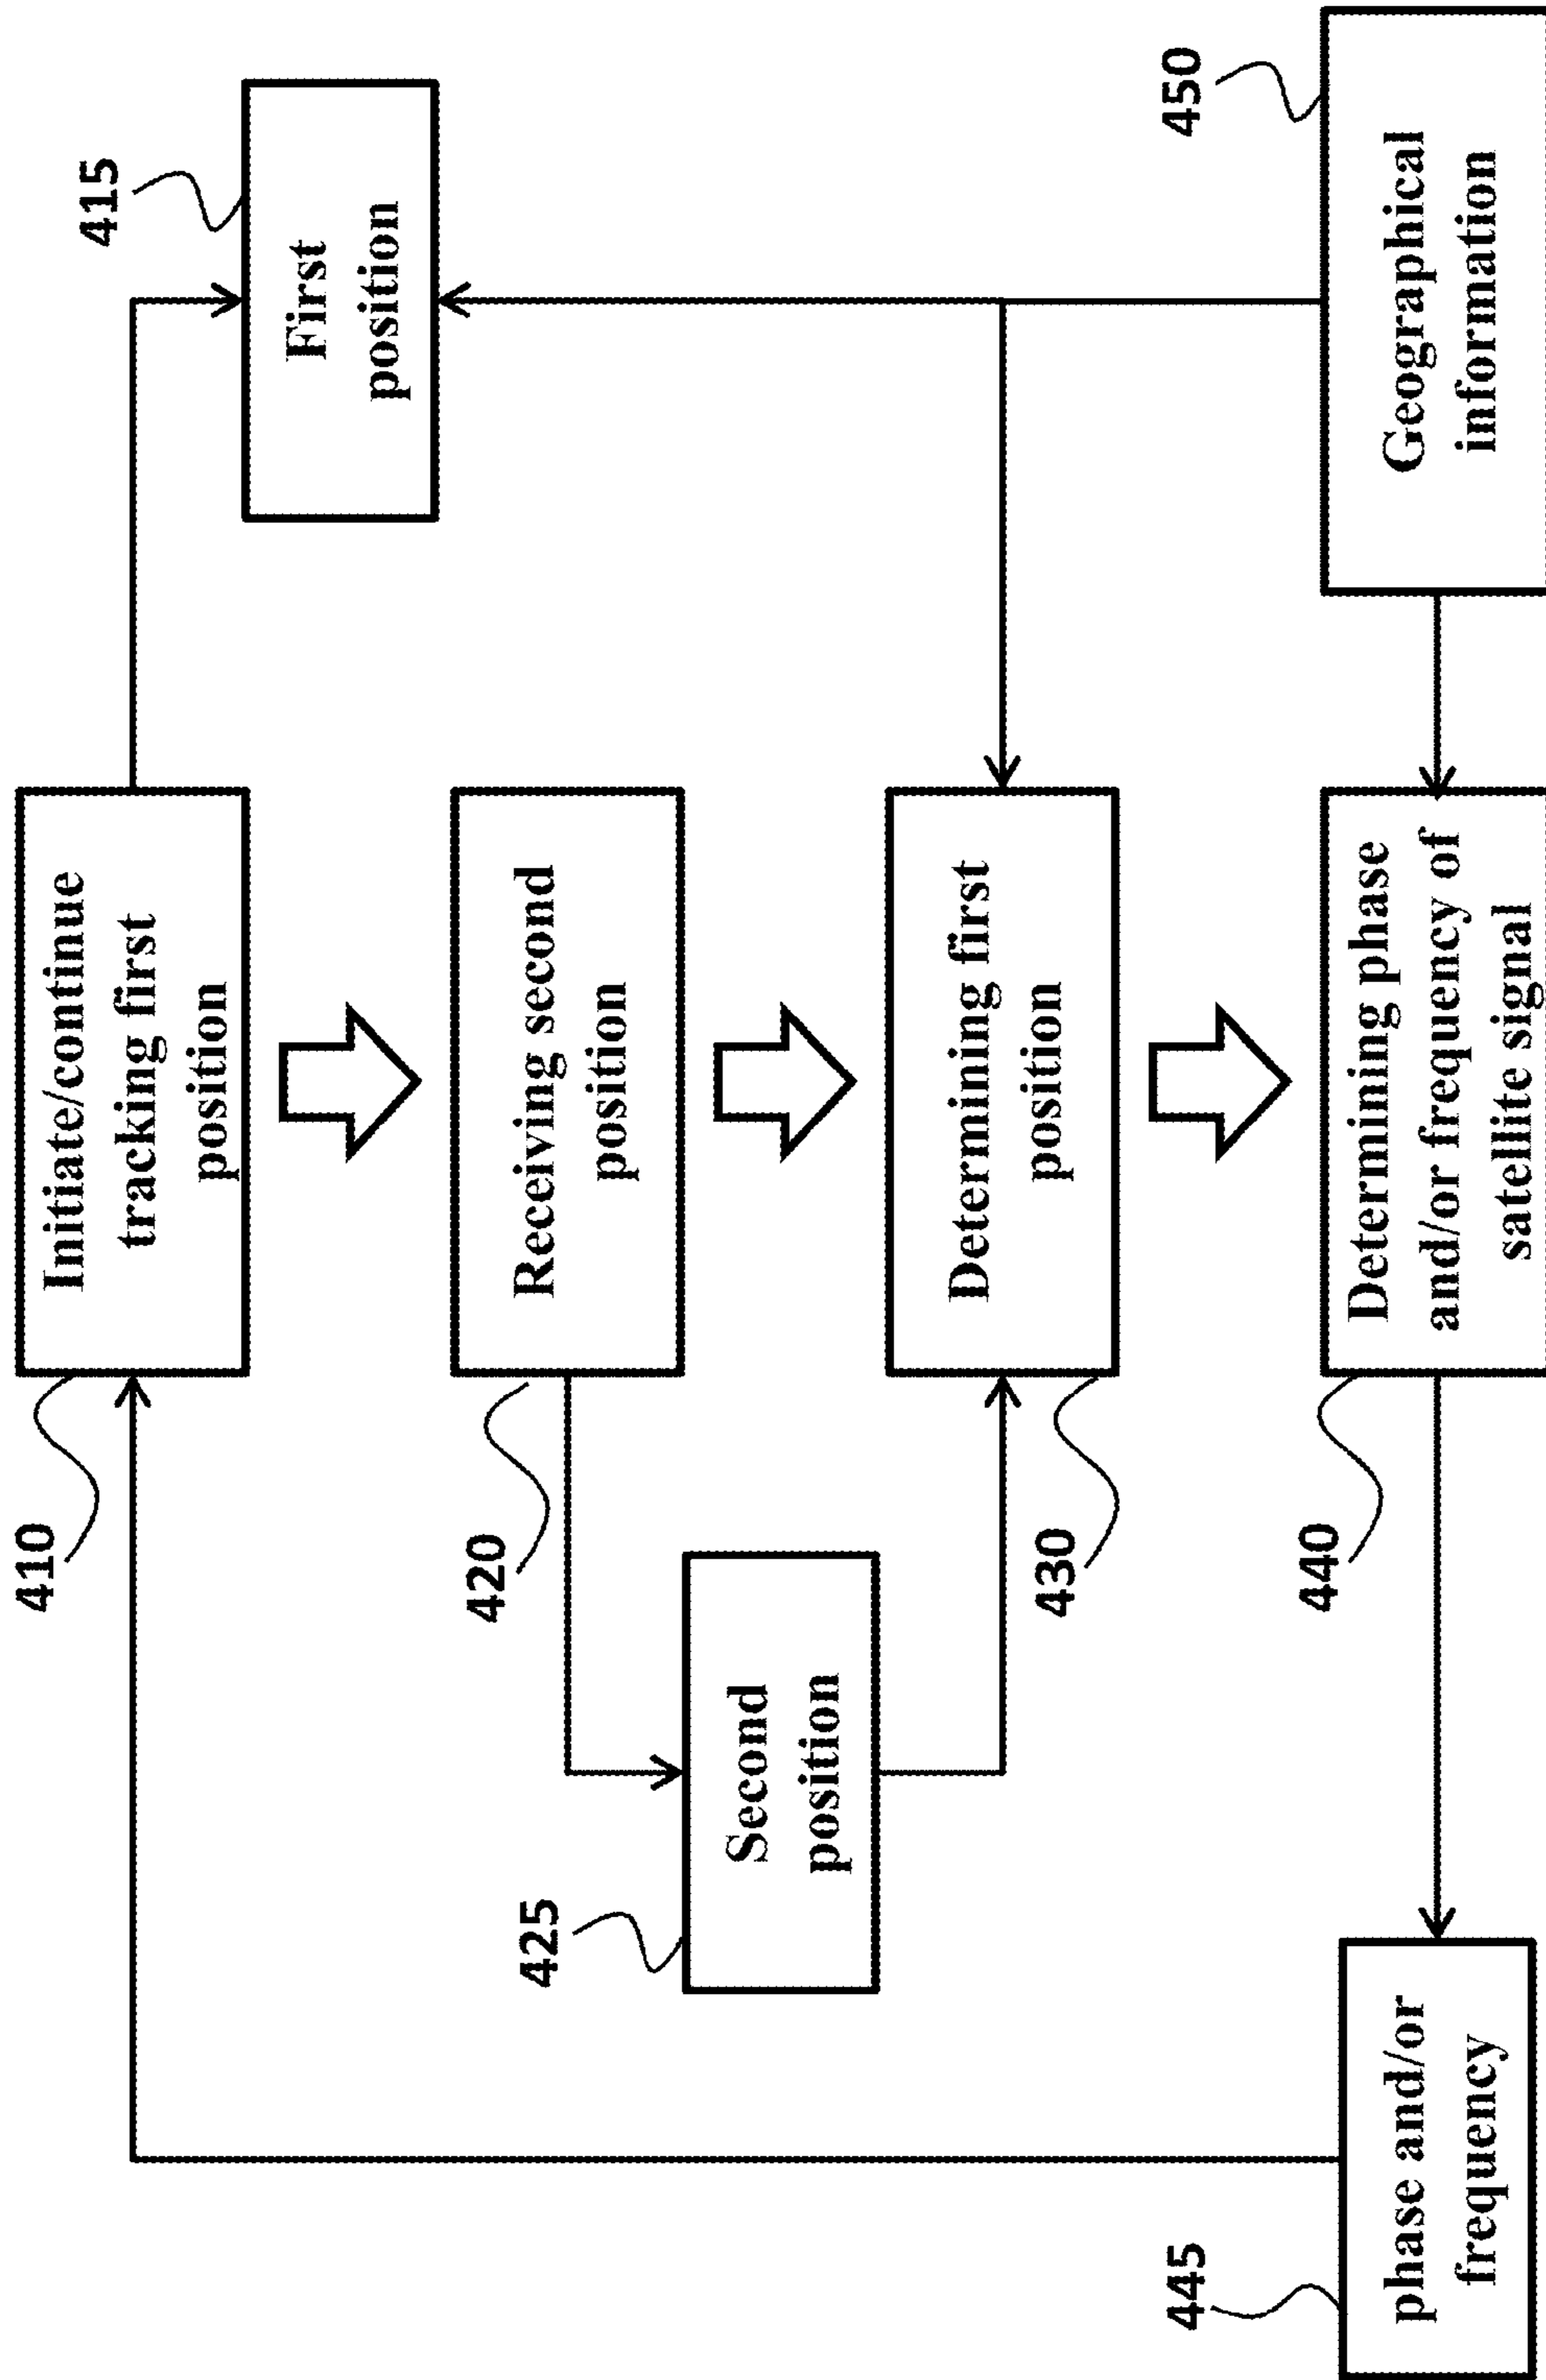 410
Initiate/continue
tracking first
position
415
First
position
420
Receiving second
position
425
Second
position
430
Determining first
position
440
Determining phase
and/or frequency of
satellite signal
445
phase and/or
frequency
450
Geographical
information